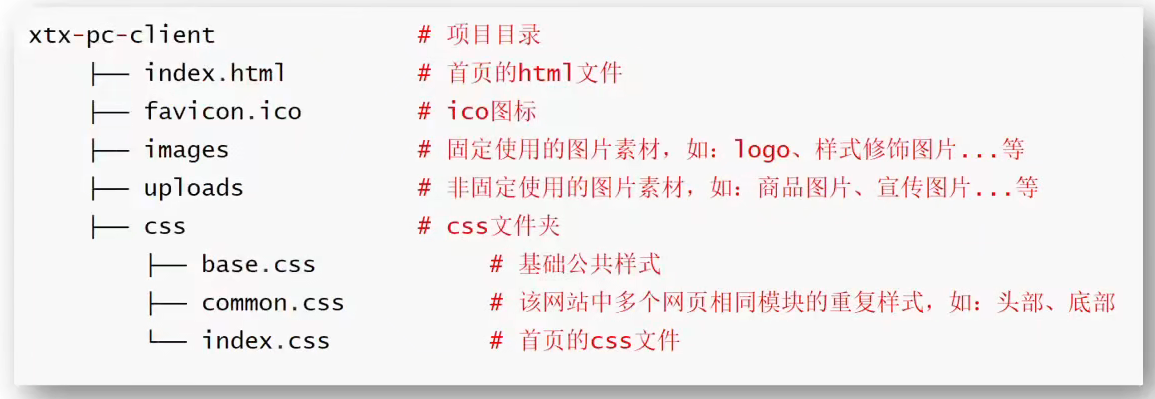 xtx-pc-client # 项目目录
├── index.html # 首页的html文件
├── favicon.ico # ico图标
├── images # 固定使用的图片素材，如：logo、样式修饰图片...等
├── uploads # 非固定使用的图片素材，如：商品图片、宣传图片...等
├── css # css文件夹
├── base.css # 基础公共样式
├── common.css # 该网站中多个网页相同模块的重复样式，如：头部、底部
└── index.css # 首页的css文件